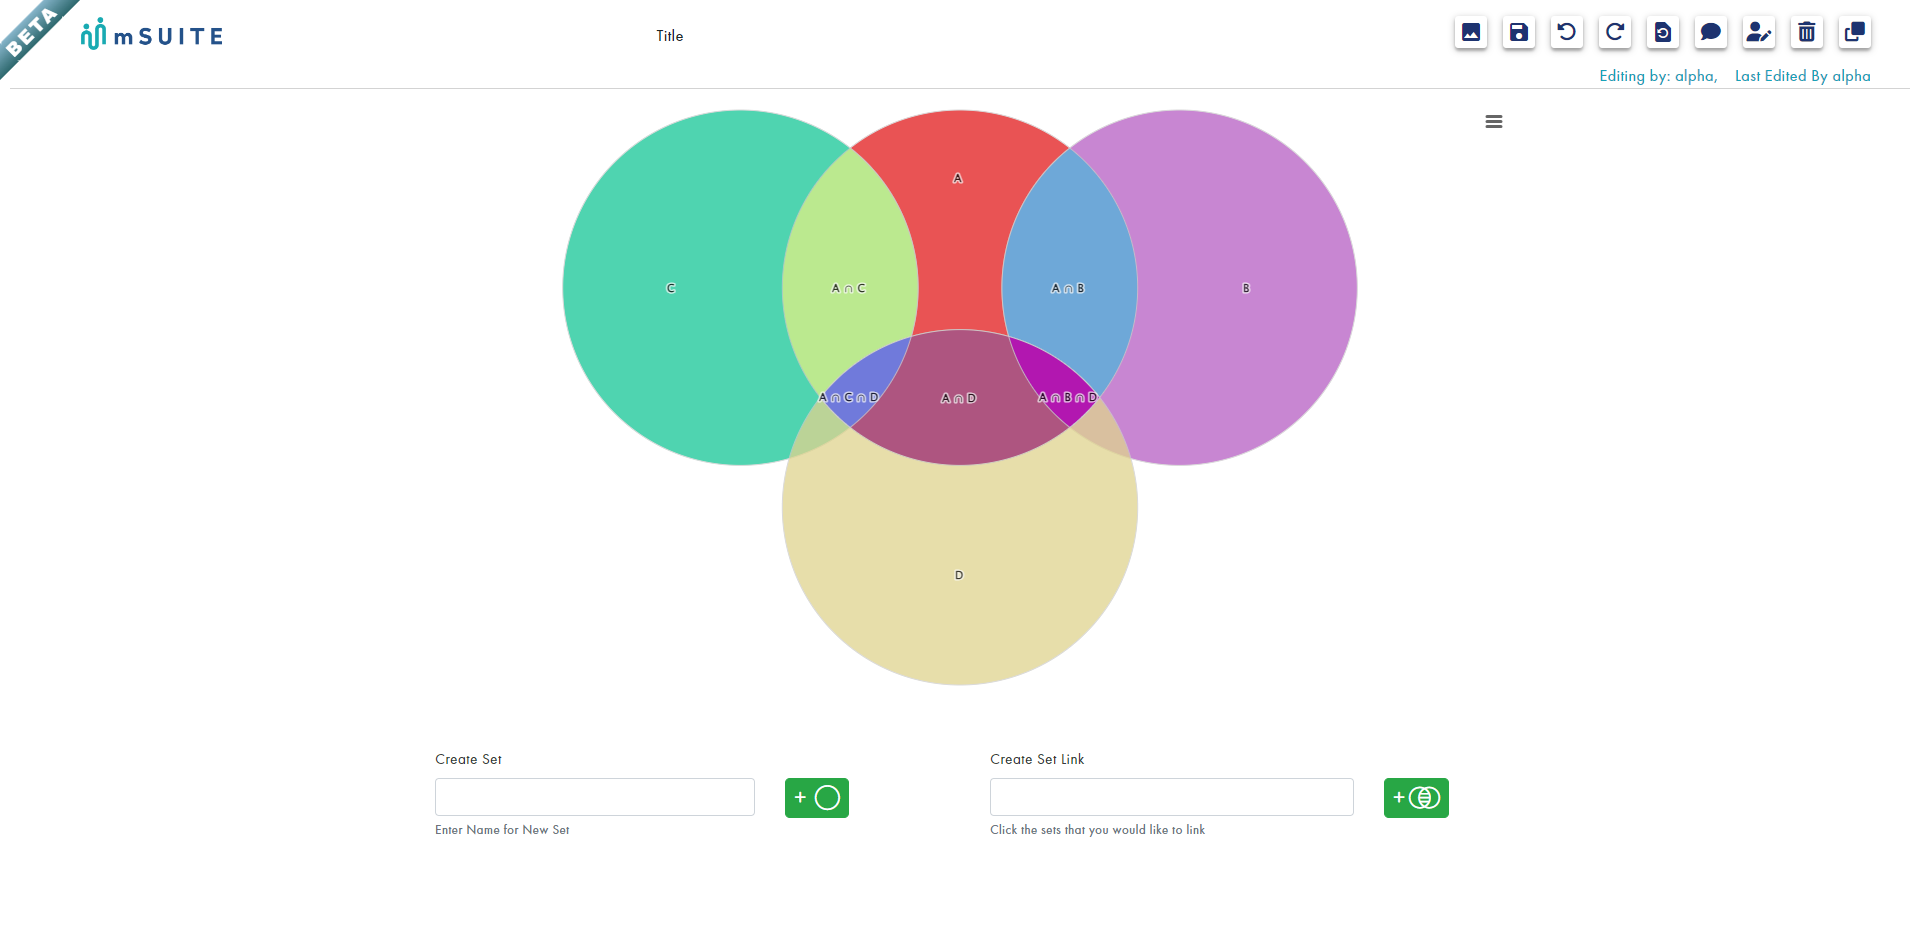 BETA
mSUITE
Title
Editing by: alpha, Last Edited By alpha
A
C
A ∩ C
A ∩ B
B
A ∩ C ∩ D
A ∩ D
A ∩ B ∩ D
D
Create Set
Create Set Link
+
+
Enter Name for New Set
Click the sets that you would like to link